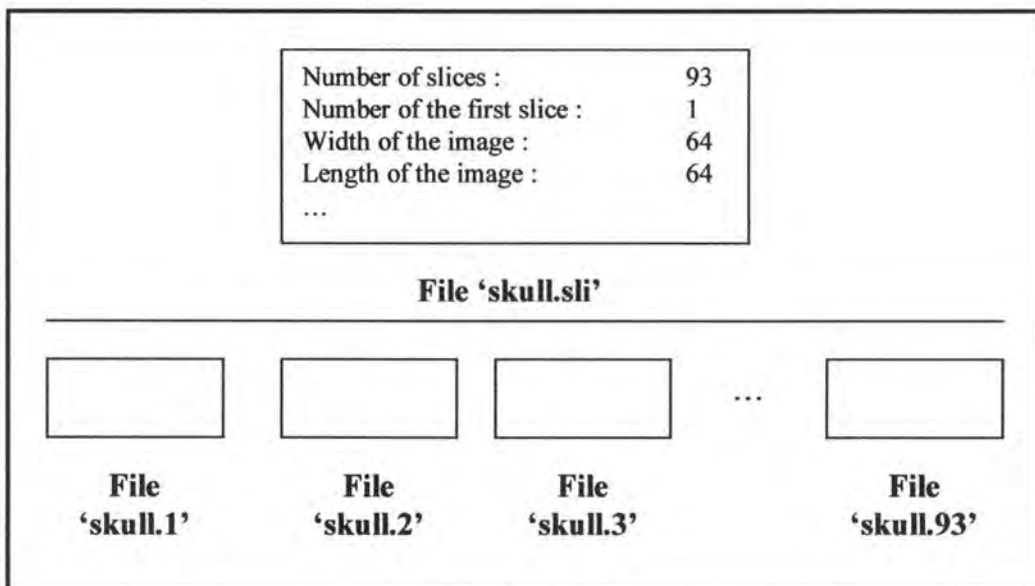 Number of slices : 93
Number of the first slice : 1
Width of the image : 64
Length of the image : 64
...
File ‘skull.sli’
...
File
‘skull.1’
File
‘skull.2’
File
‘skull.3’
File
‘skull.93’